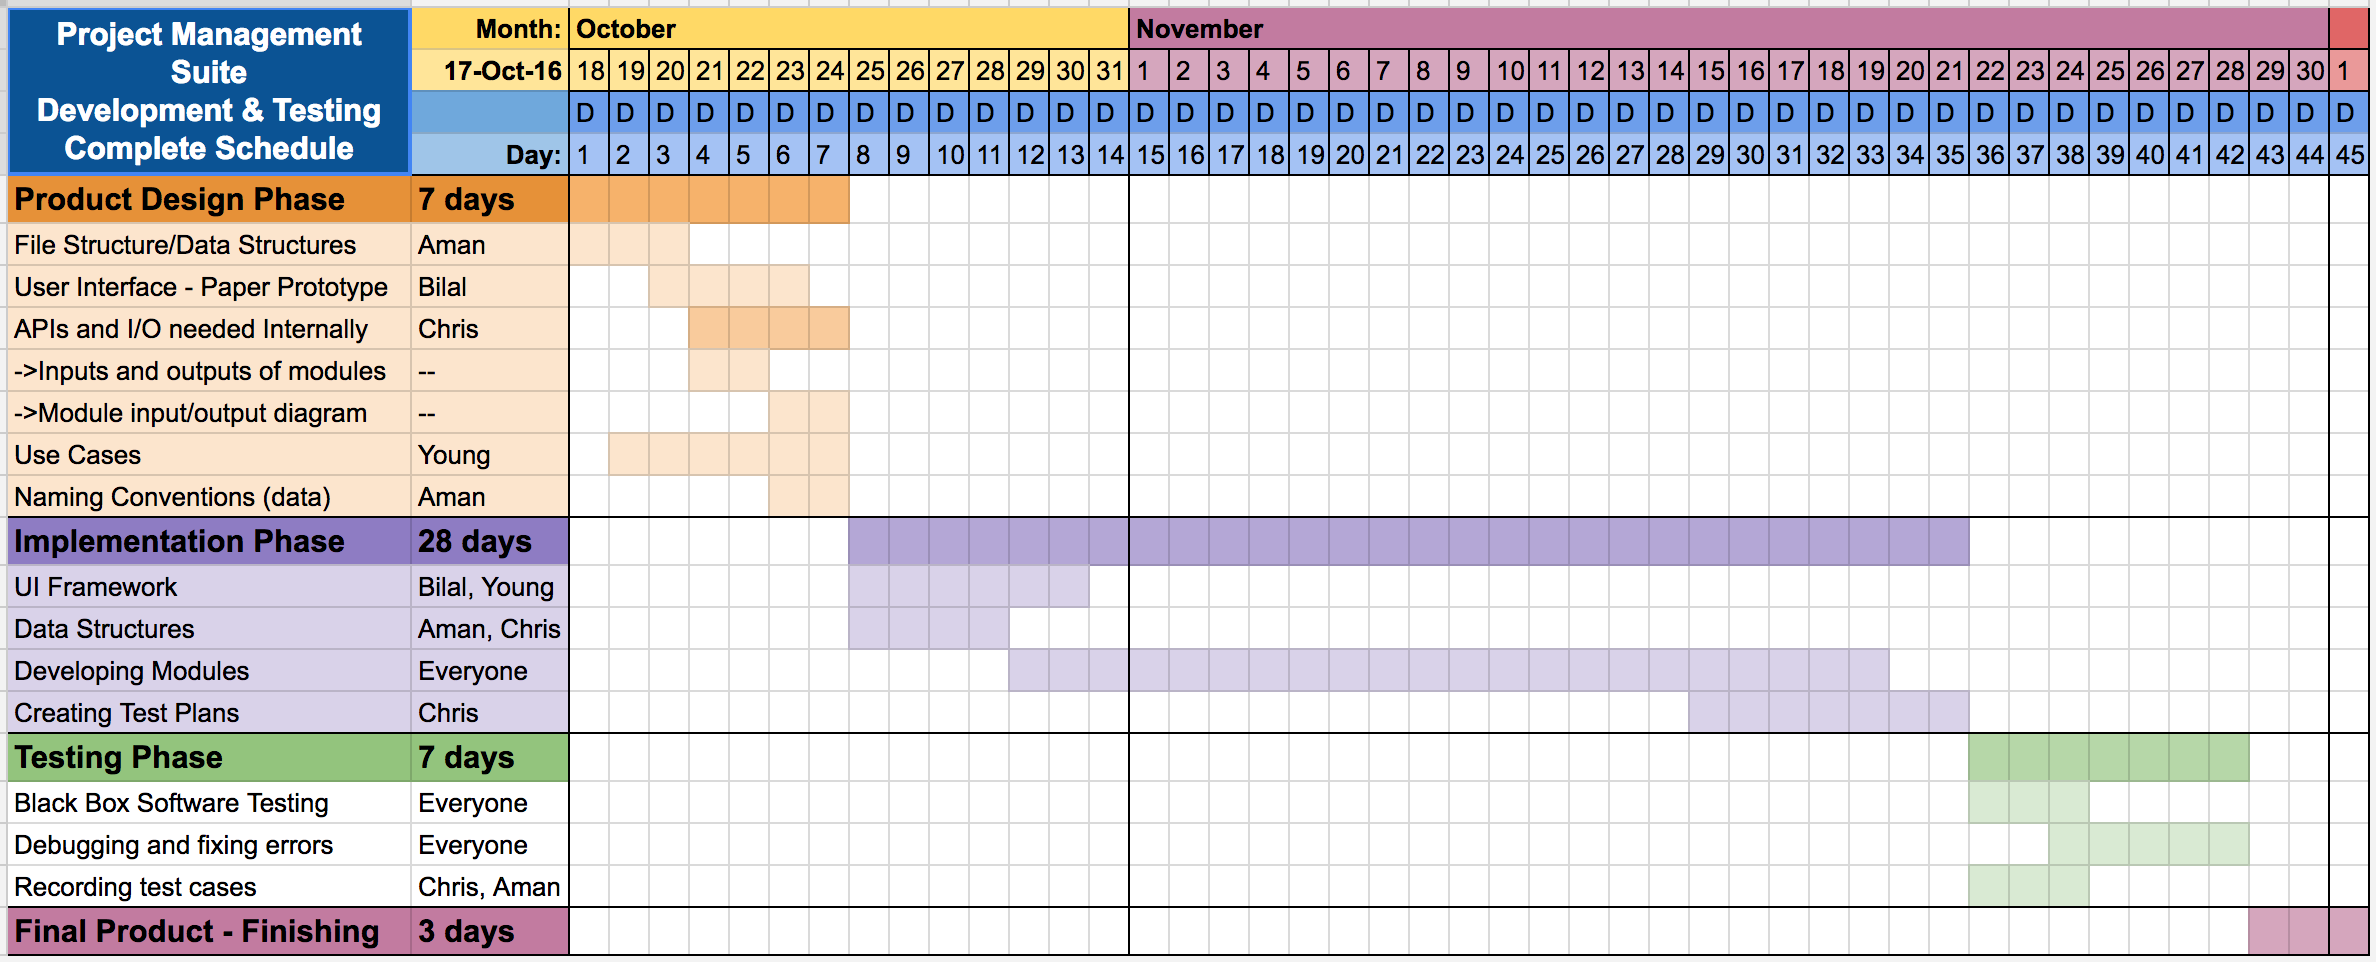 Project Management
Suite
Development & Testing
Complete Schedule
Month: October November
17-Oct-16 18 19 20 21 22 23 24 25 26 27 28 29 30 31 1 2 3 4 5 6 7 8 9 10 11 12 13 14 15 16 17 18 19 20 21 22 23 24 25 26 27 28 29 30 1
D D D D D D D D D D D D D D D D D D D D D D D D D D D D D D D D D D D D D D D D D D D D D
Day: 1 2 3 4 5 6 7 8 9 10 11 12 13 14 15 16 17 18 19 20 21 22 23 24 25 26 27 28 29 30 31 32 33 34 35 36 37 38 39 40 41 42 43 44 45
Product Design Phase 7 days
File Structure/Data Structures Aman
User Interface - Paper Prototype Bilal
APIs and I/O needed Internally Chris
->Inputs and outputs of modules --
->Module input/output diagram --
Use Cases Young
Naming Conventions (data) Aman
Implementation Phase 28 days
UI Framework Bilal, Young
Data Structures Aman, Chris
Developing Modules Everyone
Creating Test Plans Chris
Testing Phase 7 days
Black Box Software Testing Everyone
Debugging and fixing errors Everyone
Recording test cases Chris, Aman
Final Product - Finishing 3 days